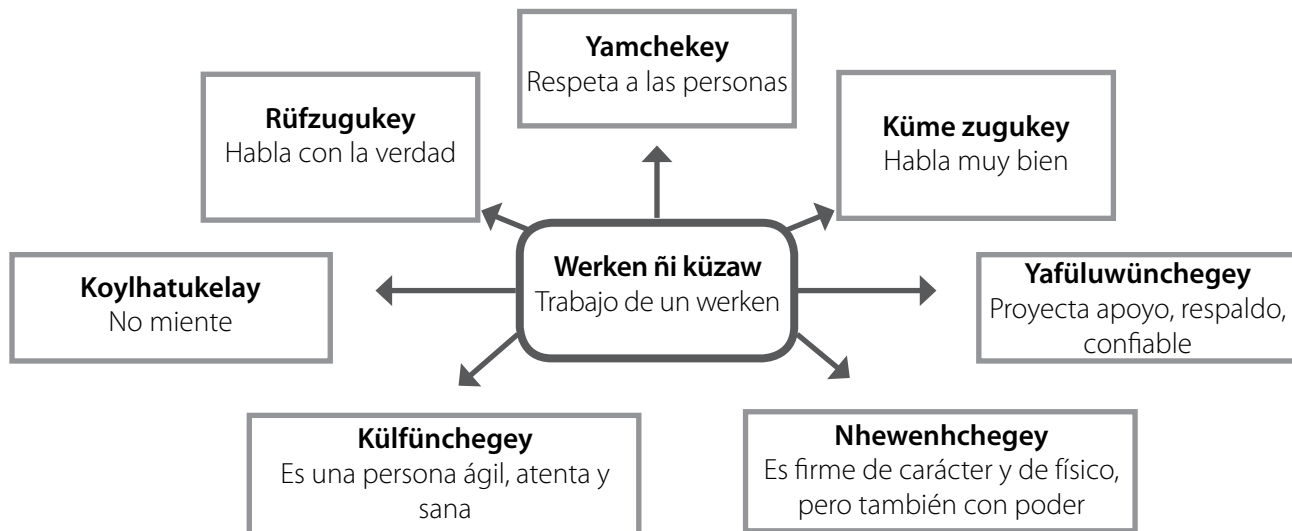 Yamchekey
Respeta a las personas
Rüfzugukey
Habla con la verdad
Küme zugukey
Habla muy bien
Werken ñi küzaw
Trabajo de un werken
Koylhatukelay
No miente
Yafüluwünchegey
Proyecta apoyo, respaldo,
confiable
Külfünchegey
Es una persona ágil, atenta y
sana
Nhewenhchegey
Es firme de carácter y de físico,
pero también con poder